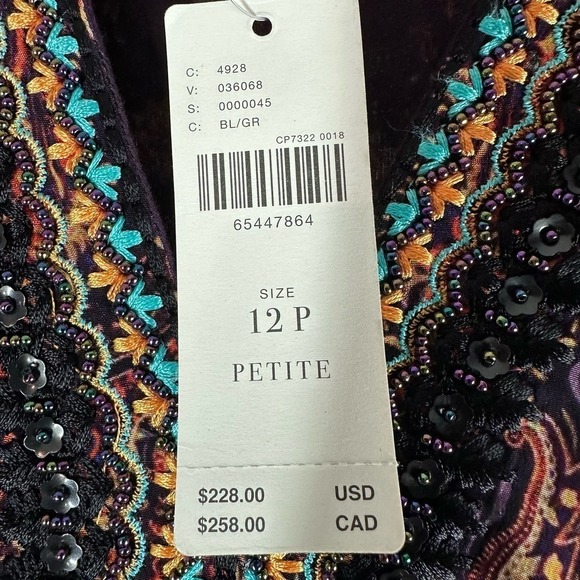 C: 4928
V: 036068
S: 0000045
C: BL/GR
CP7322 0018
65447864
SIZE
12 P
PETITE
$228.00 USD
$258.00 CAD